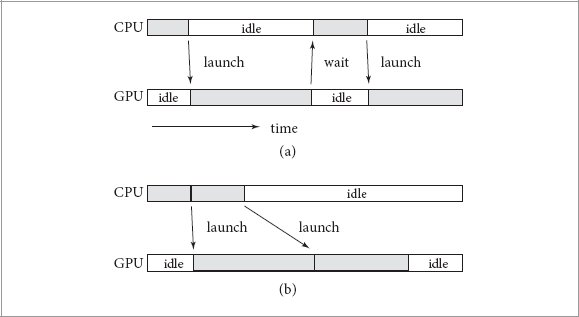 CPU idle idle
launch wait launch
GPU idle idle
time
(a)
CPU idle
launch launch
GPU idle idle
(b)